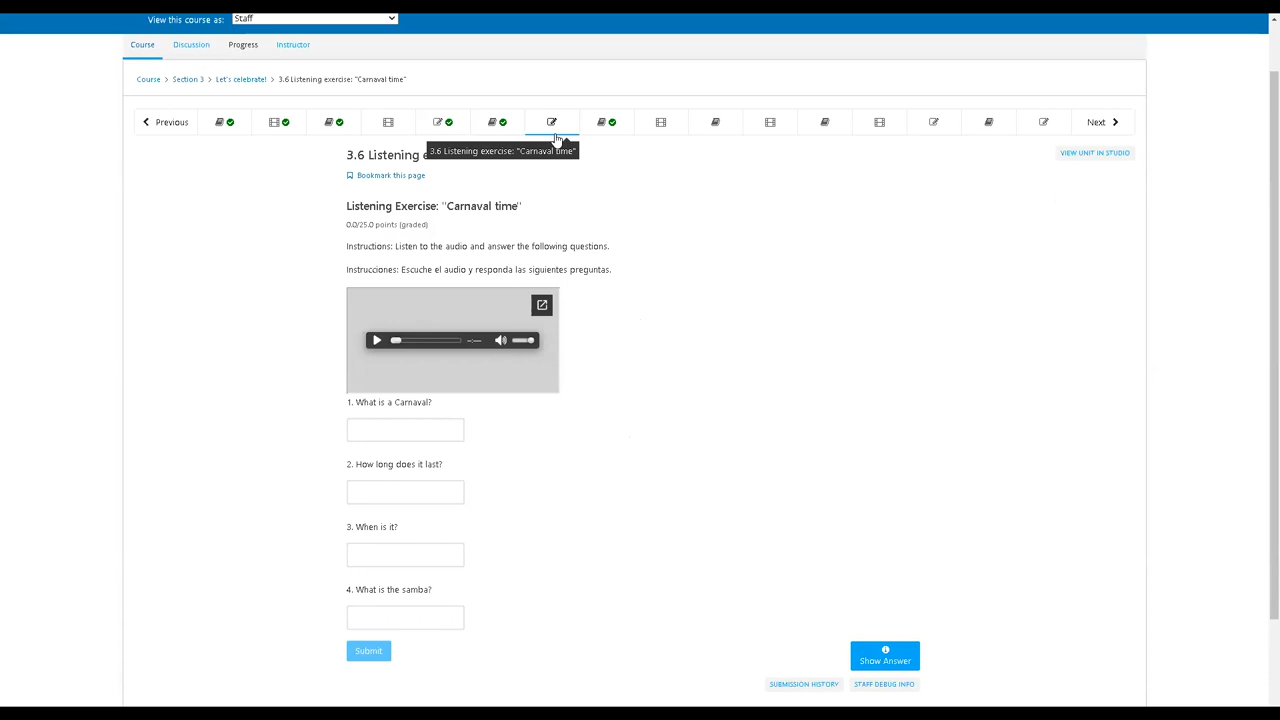 View this course as: Staff
Course Discussion Progress Instructor
Course > Section 3 > Let's celebrate! > 3.6 Listening exercise: "Carnaval time"
Previous Next
3.6 Listening exercise: "Carnaval time"
3.6 Listening e
VIEW UNIT IN STUDIO
Bookmark this page
Listening Exercise: "Carnaval time"
0.0/25.0 points (graded)
Instructions: Listen to the audio and answer the following questions.
Instrucciones: Escuche el audio y responda las siguientes preguntas.
--:--
1. What is a Carnaval?
2. How long does it last?
3. When is it?
4. What is the samba?
Submit
Show Answer
SUBMISSION HISTORY STAFF DEBUG INFO